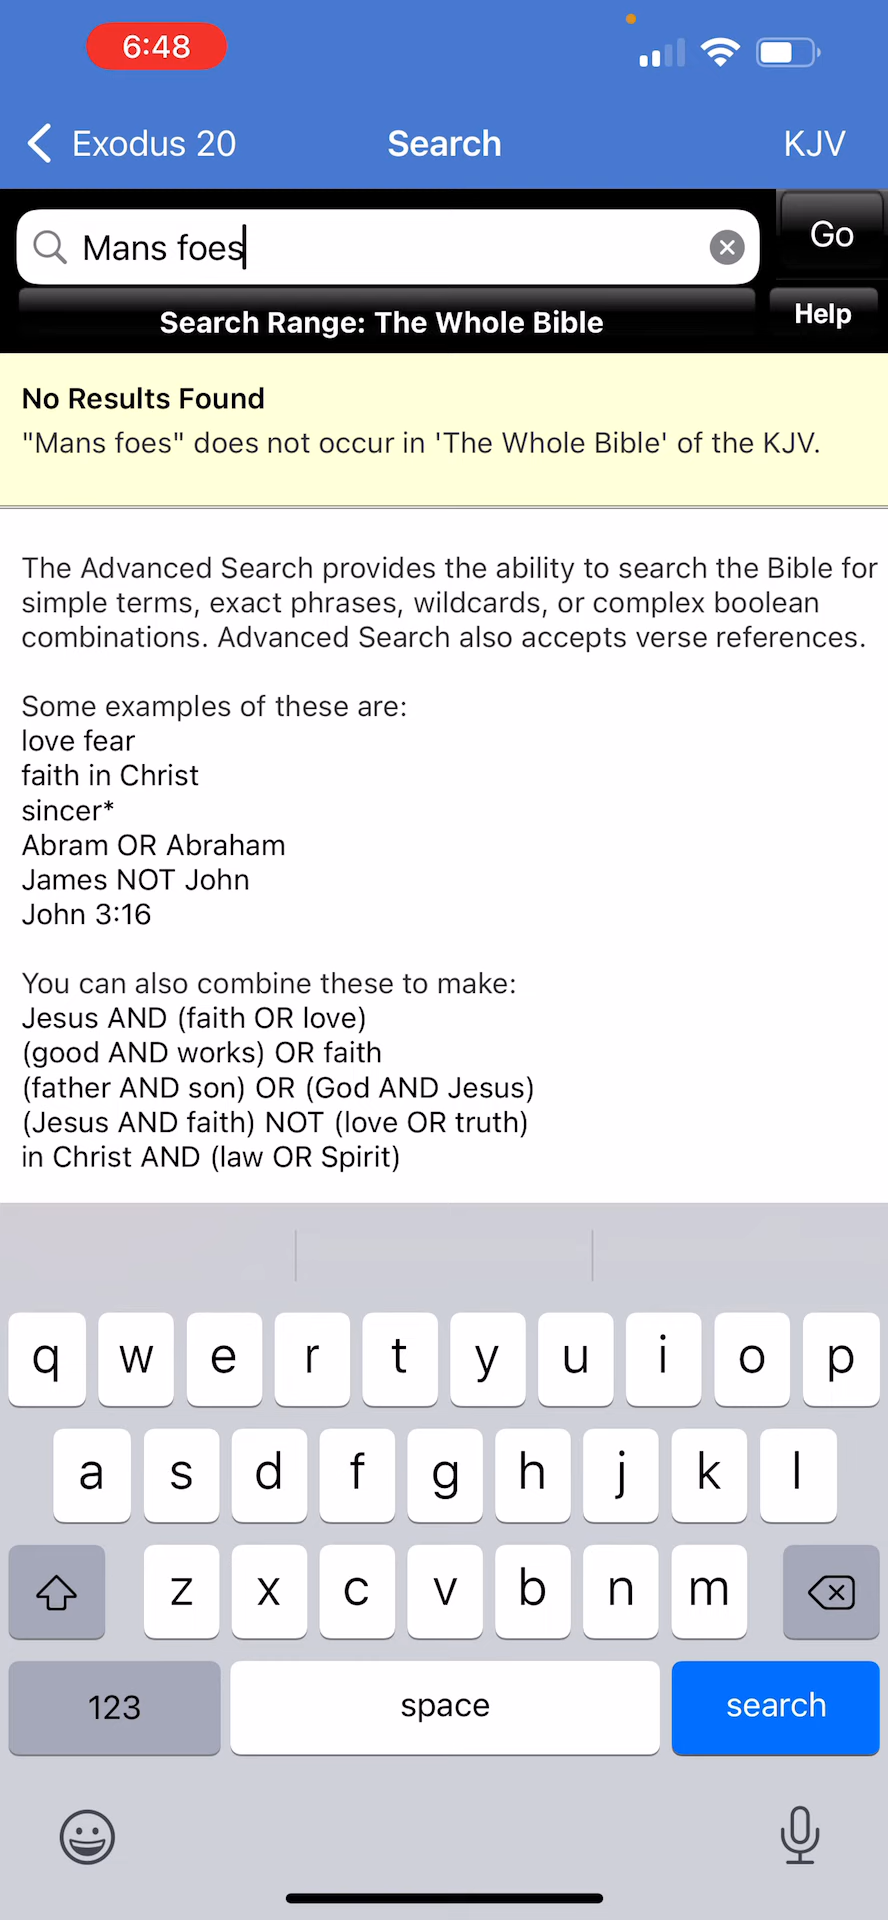 6:48
Exodus 20
Search
KJV
Mans foes
Go
Search Range: The Whole Bible
Help
No Results Found
"Mans foes" does not occur in 'The Whole Bible' of the KJV.
The Advanced Search provides the ability to search the Bible for
simple terms, exact phrases, wildcards, or complex boolean
combinations. Advanced Search also accepts verse references.
Some examples of these are:
love fear
faith in Christ
sincer*
Abram OR Abraham
James NOT John
John 3:16
You can also combine these to make:
Jesus AND (faith OR love)
(good AND works) OR faith
(father AND son) OR (God AND Jesus)
(Jesus AND faith) NOT (love OR truth)
in Christ AND (law OR Spirit)
q w e r t y u i o p
a s d f g h j k l
z x c v b n m
123 space search